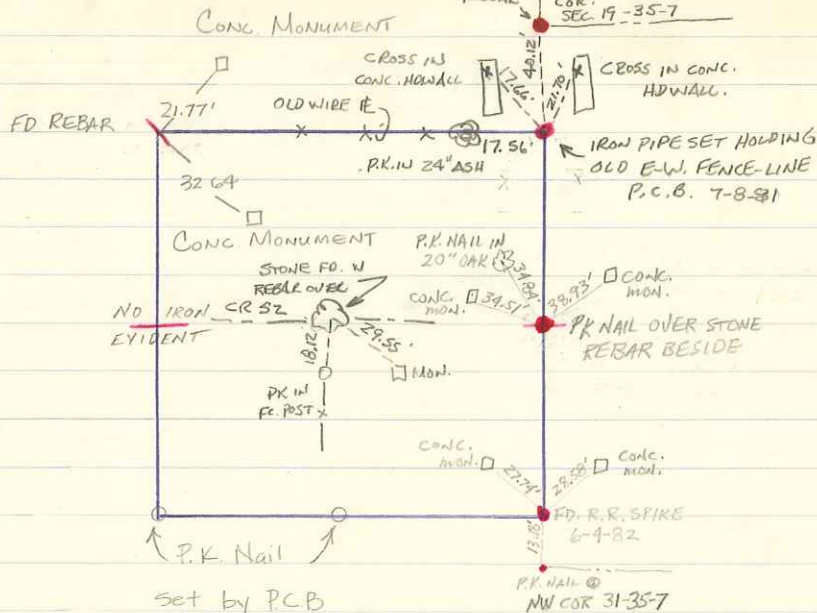 COR.
SEC. 19-35-7
CONC. MONUMENT
40.12'
CROSS IN
CONC. HDWALL
17.66'
21.70'
CROSS IN CONC.
HDWALL.
21.77'
OLD WIRE
FD REBAR
17.56'
P.K. IN 24" ASH
IRON PIPE SET HOLDING
OLD E-W. FENCE-LINE
P.C.B. 7-8-81
32.64
CONC. MONUMENT
P.K. NAIL IN
20" OAK
34.84'
STONE FD. W
REBAR OVER
CONC.
MON.
34.51'
38.93'
CONC.
MON.
NO IRON
EVIDENT
CR 52
PK NAIL OVER STONE
REBAR BESIDE
18.12
29.55'
MON.
PK IN
FC. POST
CONC.
MON.
27.74'
28.58'
CONC.
MON.
FD. R.R. SPIKE
6-4-82
P.K. Nail
set by P.C.B
P.K. NAIL @
NW COR 31-35-7